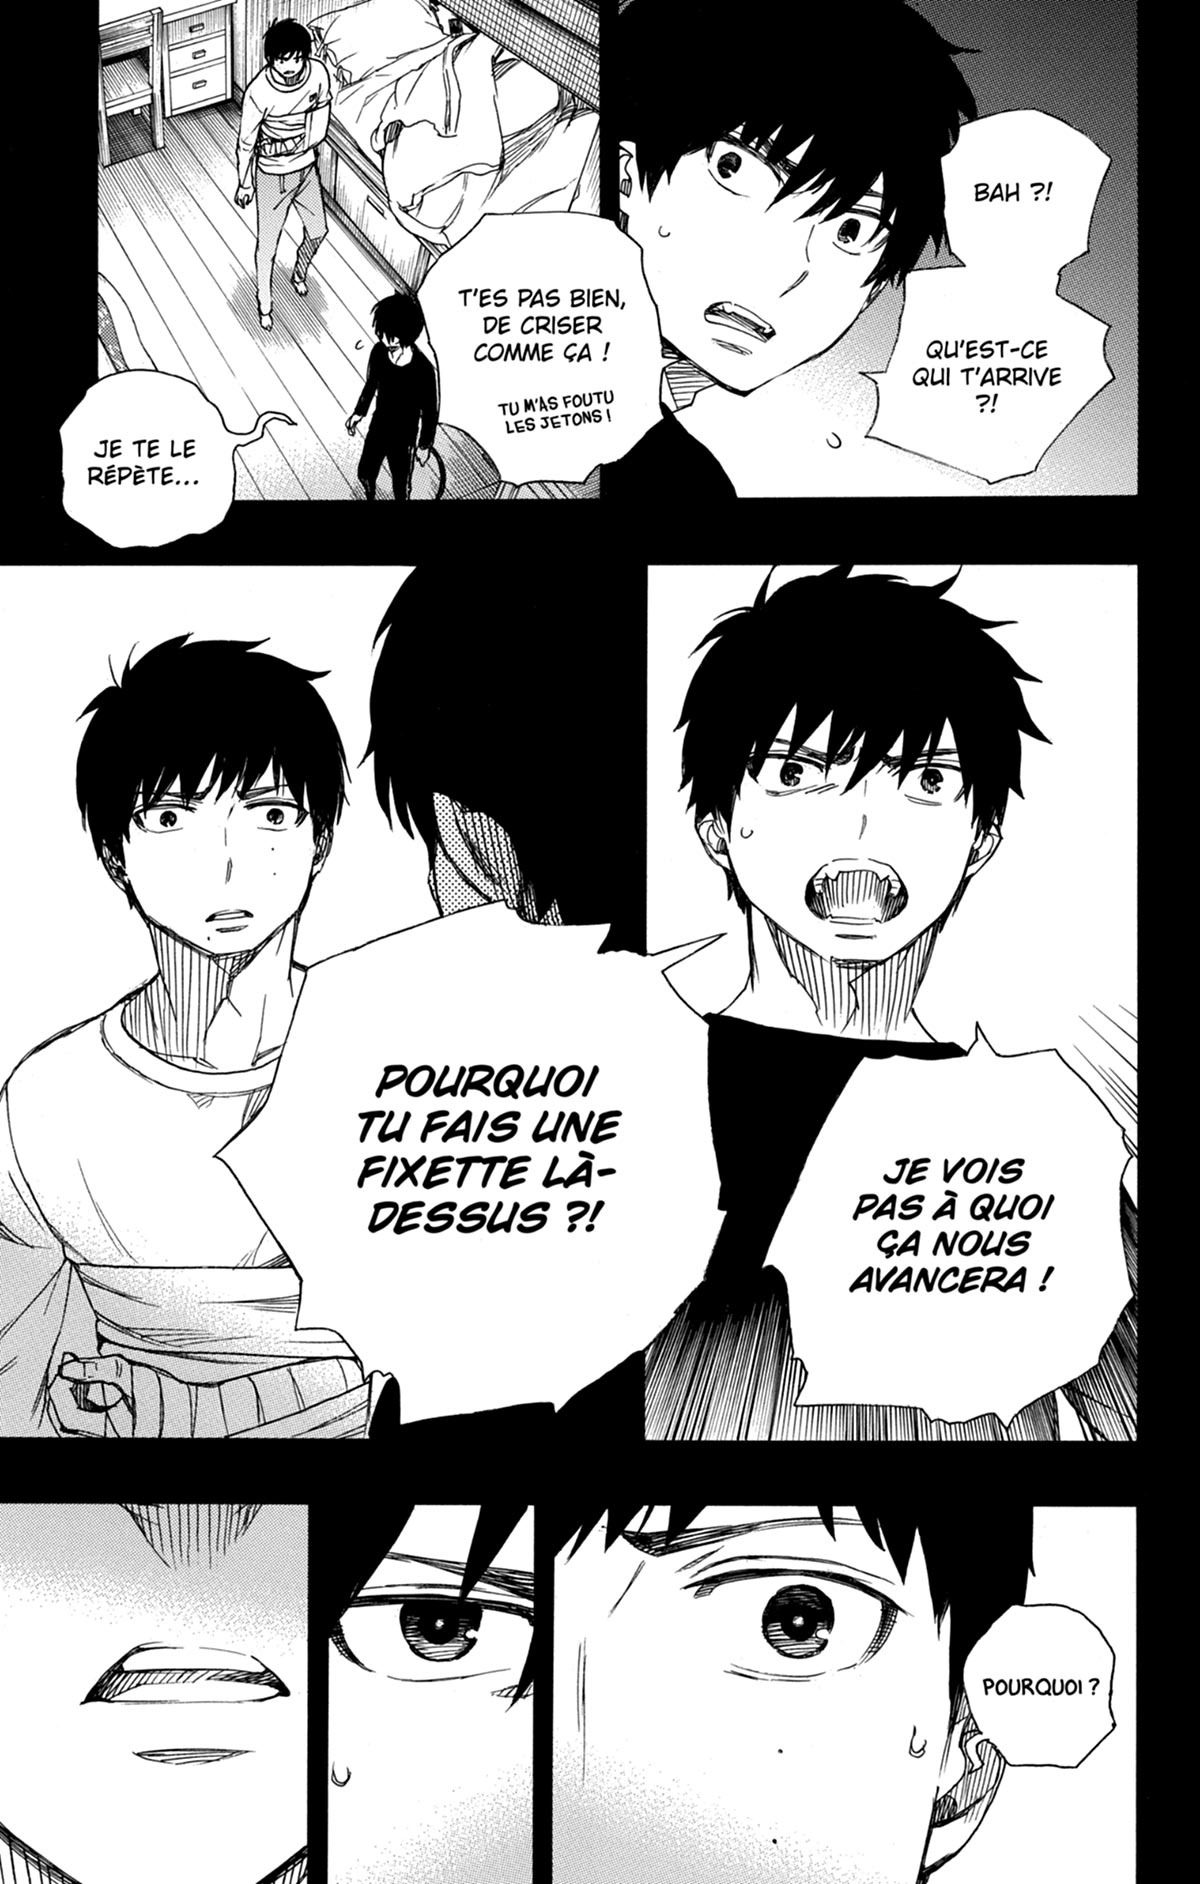 BAH ?!
QU'EST-CE
QUI T'ARRIVE
?!
T'ES PAS BIEN,
DE CRISER
COMME ÇA !
TU M'AS FOUTU
LES JETONS !
JE TE LE
RÉPÈTE...
JE VOIS
PAS À QUOI
ÇA NOUS
AVANCERA !
POURQUOI
TU FAIS UNE
FIXETTE LÀ-
DESSUS ?!
POURQUOI ?